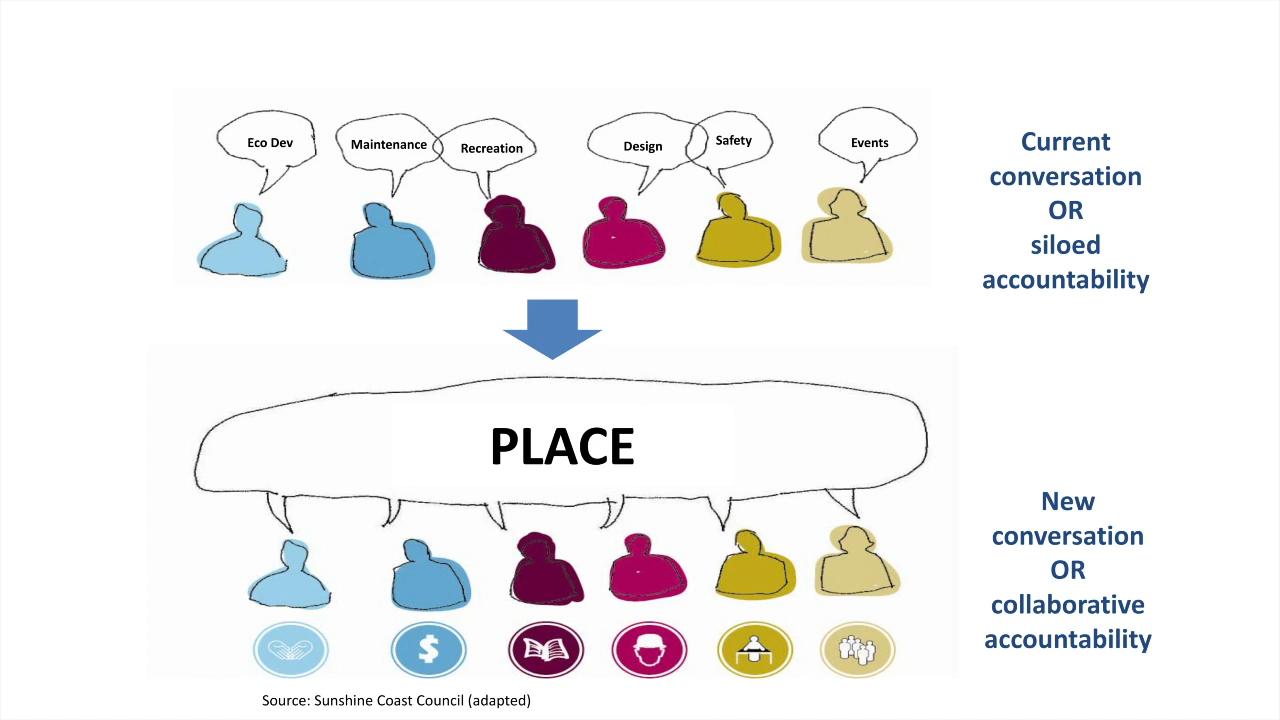 Eco Dev
Maintenance
Recreation
Design
Safety
Events
Current
conversation
OR
siloed
accountability
PLACE
New
conversation
OR
collaborative
accountability
$
Source: Sunshine Coast Council (adapted)